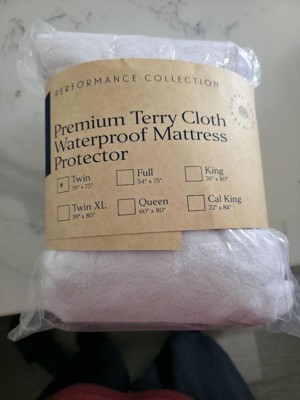 PERFORMANCE COLLECTION
Premium Terry Cloth
Waterproof Mattress
Protector
Twin
39" x 75"
Full
54" x 75"
King
76" x 80"
Twin XL
39" x 80"
Queen
60" x 80"
Cal King
72" x 84"